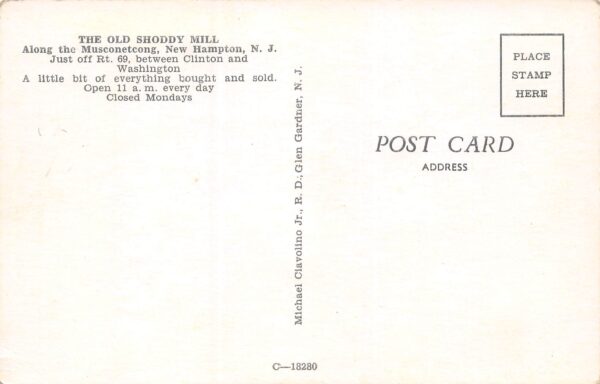 THE OLD SHODDY MILL
Along the Musconetcong, New Hampton, N. J.
Just off Rt. 69, between Clinton and
Washington
A little bit of everything bought and sold.
Open 11 a. m. every day
Closed Mondays
Michael Ciavolino Jr., R. D., Glen Gardner, N. J.
PLACE
STAMP
HERE
POST CARD
ADDRESS
C—18280